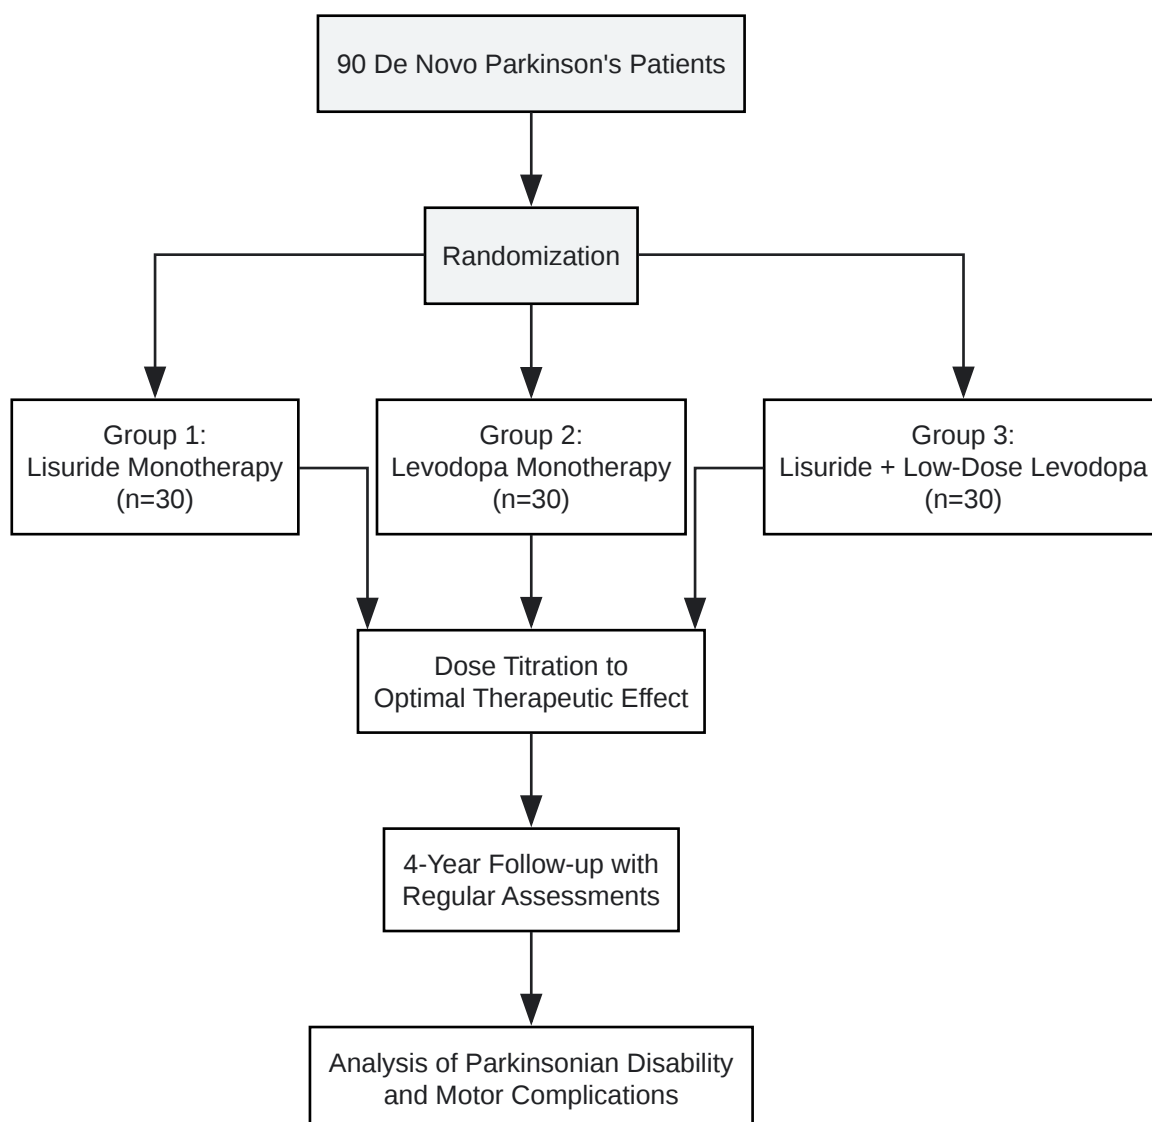 90 De Novo Parkinson's Patients
Randomization
Group 1:
Lisuride Monotherapy
(n=30)
Group 2:
Levodopa Monotherapy
(n=30)
Group 3:
Lisuride + Low-Dose Levodopa
(n=30)
Dose Titration to
Optimal Therapeutic Effect
4-Year Follow-up with
Regular Assessments
Analysis of Parkinsonian Disability
and Motor Complications